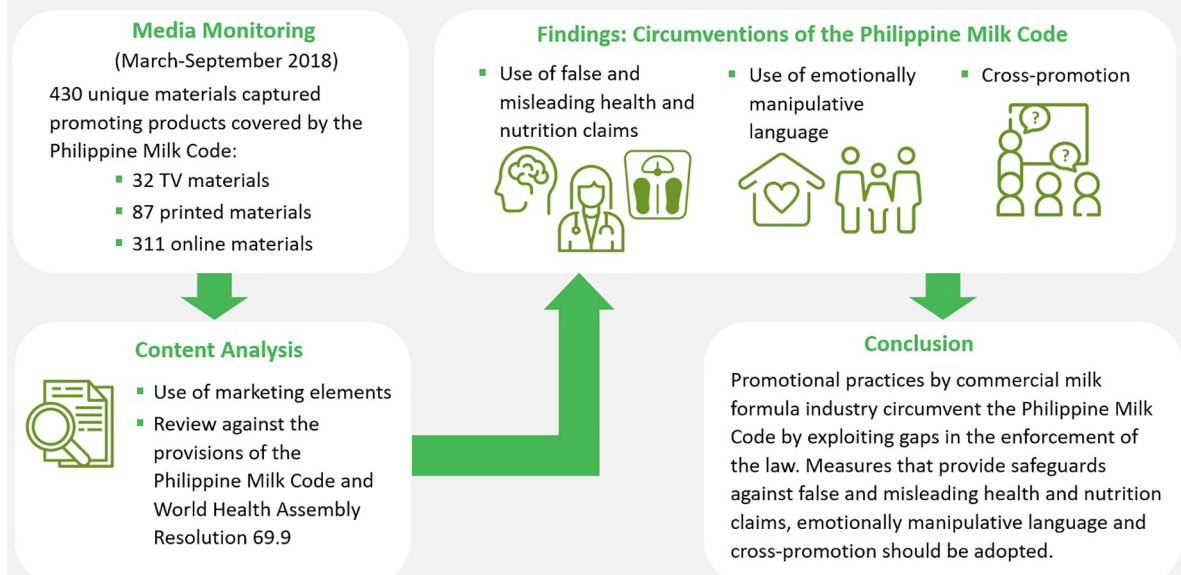 Media Monitoring
(March-September 2018)
430 unique materials captured
promoting products covered by the
Philippine Milk Code:
▪ 32 TV materials
▪ 87 printed materials
▪ 311 online materials
Content Analysis
▪ Use of marketing elements
▪ Review against the
provisions of the
Philippine Milk Code and
World Health Assembly
Resolution 69.9
Findings: Circumventions of the Philippine Milk Code
▪ Use of false and
misleading health and
nutrition claims
▪ Use of emotionally
manipulative
language
▪ Cross-promotion
?
?
Conclusion
Promotional practices by commercial milk
formula industry circumvent the Philippine Milk
Code by exploiting gaps in the enforcement of
the law. Measures that provide safeguards
against false and misleading health and nutrition
claims, emotionally manipulative language and
cross-promotion should be adopted.